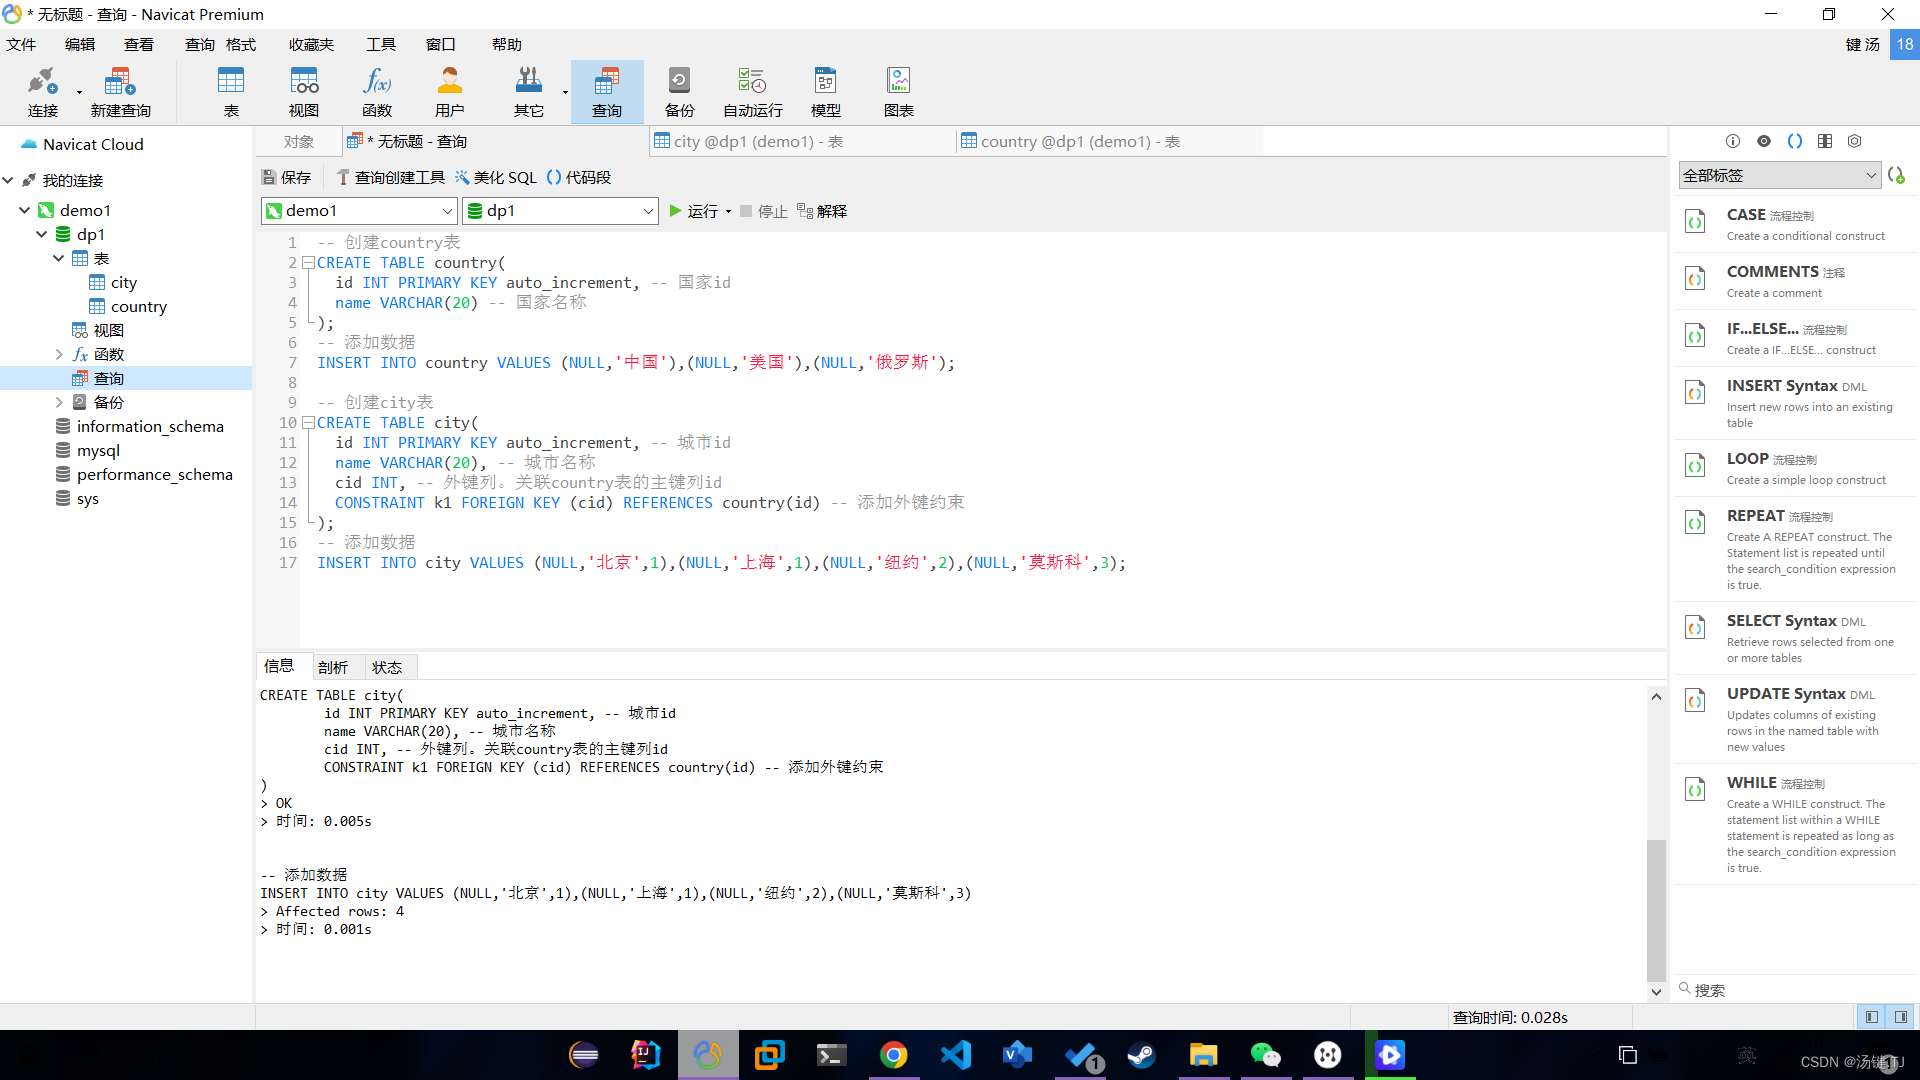 * 无标题 - 查询 - Navicat Premium
文件 编辑 查看 查询 格式 收藏夹 工具 窗口 帮助 键 汤 18
连接 新建查询 表 视图 函数 用户 其它 查询 备份 自动运行 模型 图表
Navicat Cloud
我的连接
demo1
dp1
表
city
country
视图
函数
查询
备份
information_schema
mysql
performance_schema
sys
对象 * 无标题 - 查询 city @dp1 (demo1) - 表 country @dp1 (demo1) - 表
保存 查询创建工具 美化 SQL 代码段
demo1 dp1 运行 停止 解释
1 -- 创建country表
2 CREATE TABLE country(
3 id INT PRIMARY KEY auto_increment, -- 国家id
4 name VARCHAR(20) -- 国家名称
5 );
6 -- 添加数据
7 INSERT INTO country VALUES (NULL,'中国'),(NULL,'美国'),(NULL,'俄罗斯');
8
9 -- 创建city表
10 CREATE TABLE city(
11 id INT PRIMARY KEY auto_increment, -- 城市id
12 name VARCHAR(20), -- 城市名称
13 cid INT, -- 外键列。关联country表的主键列id
14 CONSTRAINT k1 FOREIGN KEY (cid) REFERENCES country(id) -- 添加外键约束
15 );
16 -- 添加数据
17 INSERT INTO city VALUES (NULL,'北京',1),(NULL,'上海',1),(NULL,'纽约',2),(NULL,'莫斯科',3);
信息 剖析 状态
CREATE TABLE city(
id INT PRIMARY KEY auto_increment, -- 城市id
name VARCHAR(20), -- 城市名称
cid INT, -- 外键列。关联country表的主键列id
CONSTRAINT k1 FOREIGN KEY (cid) REFERENCES country(id) -- 添加外键约束
)
> OK
> 时间: 0.005s
-- 添加数据
INSERT INTO city VALUES (NULL,'北京',1),(NULL,'上海',1),(NULL,'纽约',2),(NULL,'莫斯科',3)
> Affected rows: 4
> 时间: 0.001s
全部标签
CASE 流程控制
Create a conditional construct
COMMENTS 注释
Create a comment
IF...ELSE... 流程控制
Create a IF...ELSE... construct
INSERT Syntax DML
Insert new rows into an existing
table
LOOP 流程控制
Create a simple loop construct
REPEAT 流程控制
Create A REPEAT construct. The
Statement list is repeated until
the search_condition expression
is true.
SELECT Syntax DML
Retrieve rows selected from one
or more tables
UPDATE Syntax DML
Updates columns of existing
rows in the named table with
new values
WHILE 流程控制
Create a WHILE construct. The
statement list within a WHILE
statement is repeated as long as
the search_condition expression
is true.
搜索
查询时间: 0.028s
英
CSDN @汤键TJ